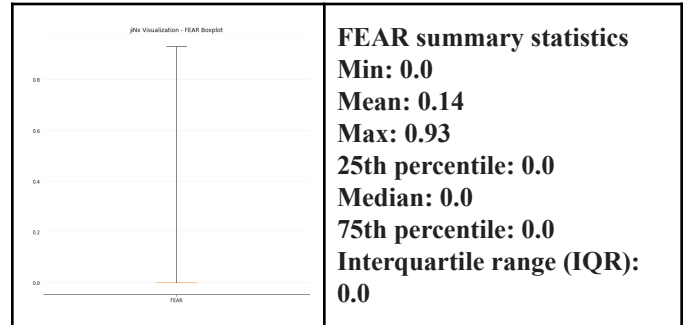 jiNx Visualization - FEAR Boxplot
0.8
0.6
0.4
0.2
0.0
FEAR
FEAR summary statistics
Min: 0.0
Mean: 0.14
Max: 0.93
25th percentile: 0.0
Median: 0.0
75th percentile: 0.0
Interquartile range (IQR):
0.0